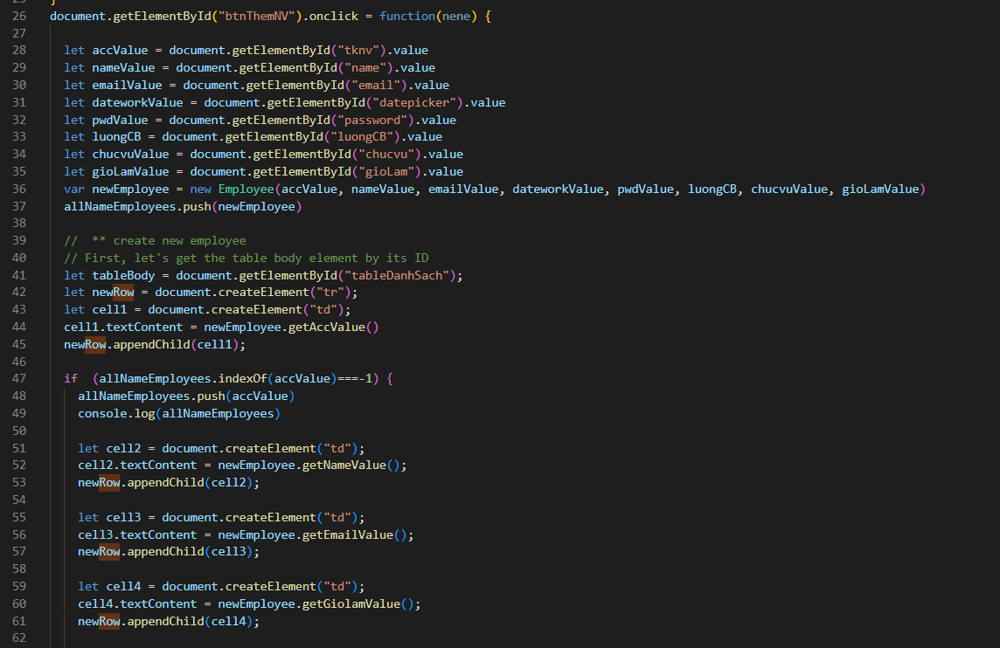 26 document.getElementById("btnThemNV").onclick = function(nene) {
27
28 let accValue = document.getElementById("tknv").value
29 let nameValue = document.getElementById("name").value
30 let emailValue = document.getElementById("email").value
31 let dateworkValue = document.getElementById("datepicker").value
32 let pwdValue = document.getElementById("password").value
33 let luongCB = document.getElementById("luongCB").value
34 let chucvuValue = document.getElementById("chucvu").value
35 let gioLamValue = document.getElementById("gioLam").value
36 var newEmployee = new Employee(accValue, nameValue, emailValue, dateworkValue, pwdValue, luongCB, chucvuValue, gioLamValue)
37 allNameEmployees.push(newEmployee)
38
39 //  ** create new employee
40 // First, let's get the table body element by its ID
41 let tableBody = document.getElementById("tableDanhSach");
42 let newRow = document.createElement("tr");
43 let cell1 = document.createElement("td");
44 cell1.textContent = newEmployee.getAccValue()
45 newRow.appendChild(cell1);
46
47 if  (allNameEmployees.indexOf(accValue)===-1) {
48 allNameEmployees.push(accValue)
49 console.log(allNameEmployees)
50
51 let cell2 = document.createElement("td");
52 cell2.textContent = newEmployee.getNameValue();
53 newRow.appendChild(cell2);
54
55 let cell3 = document.createElement("td");
56 cell3.textContent = newEmployee.getEmailValue();
57 newRow.appendChild(cell3);
58
59 let cell4 = document.createElement("td");
60 cell4.textContent = newEmployee.getGiolamValue();
61 newRow.appendChild(cell4);
62